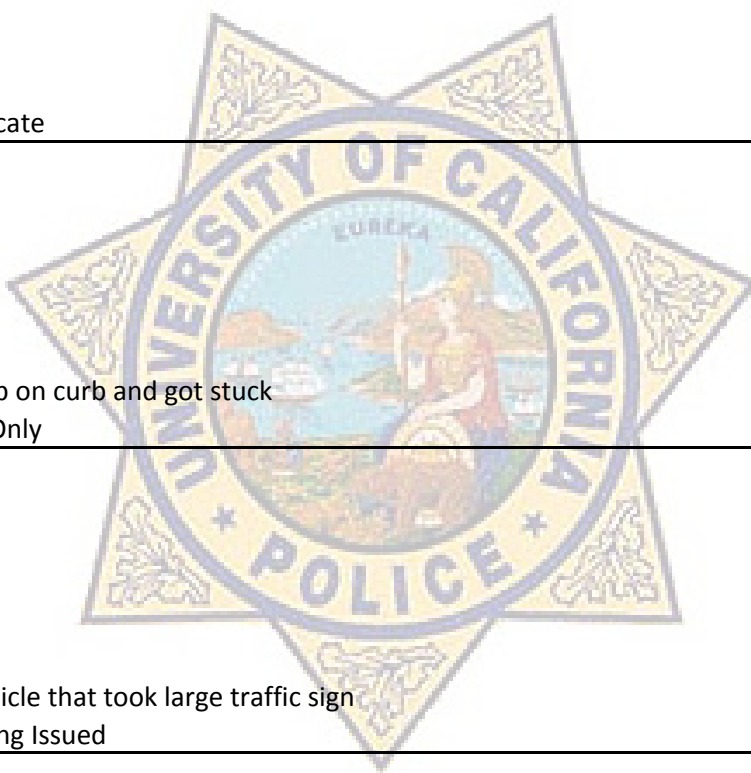 cate
UNIVERSITY OF CALIFORNIA
EUREKA
on curb and got stuck
Only
POLICE
icle that took large traffic sign
ng Issued